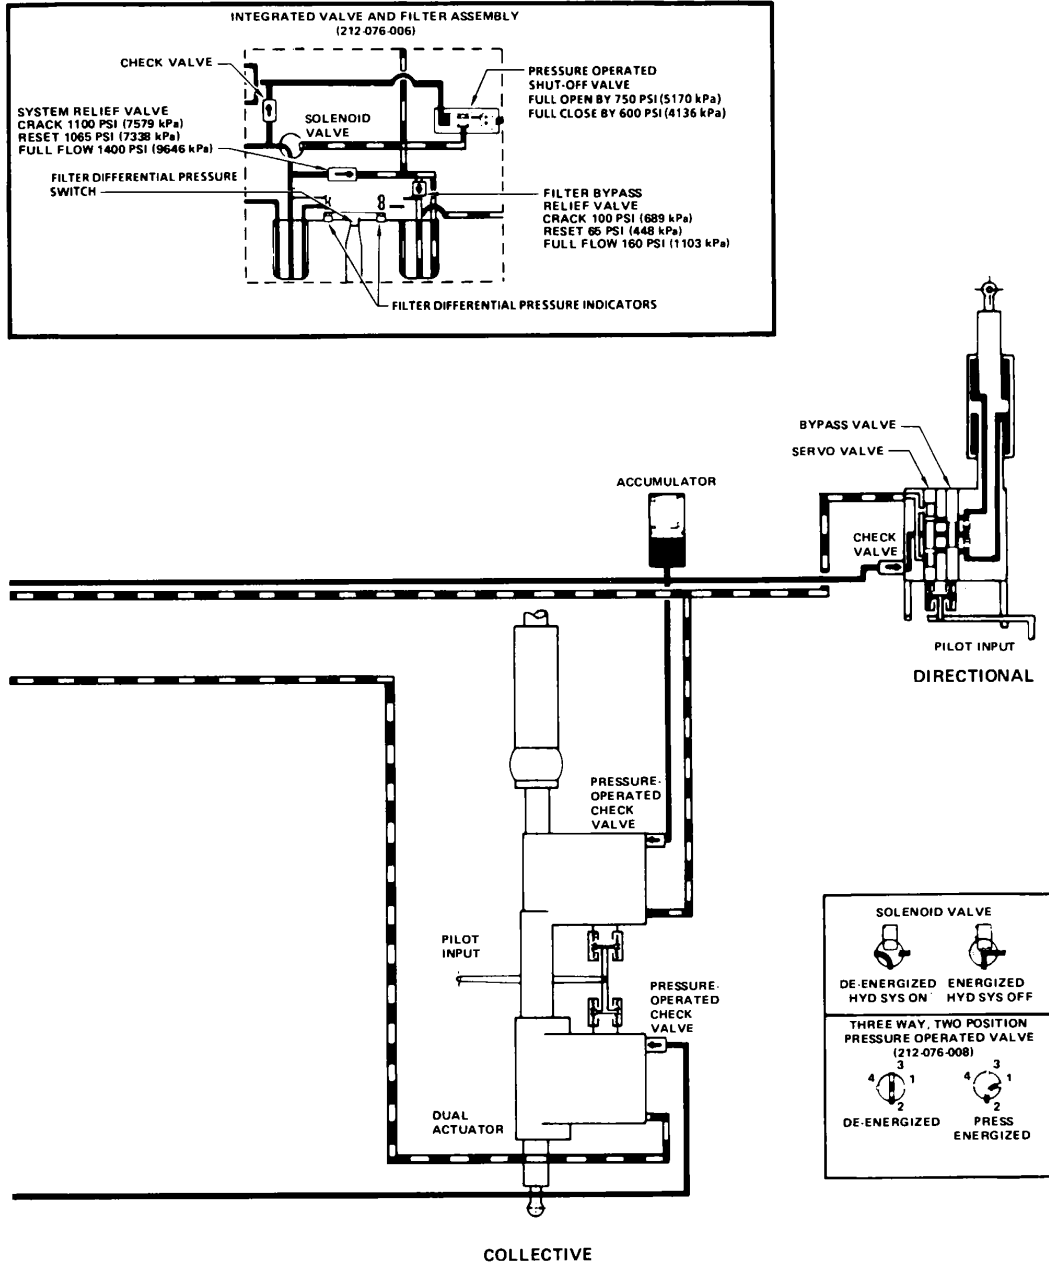 INTEGRATED VALVE AND FILTER ASSEMBLY
(212-076-006)
CHECK VALVE
SYSTEM RELIEF VALVE
CRACK 1100 PSI (7579 kPa)
RESET 1065 PSI (7338 kPa)
FULL FLOW 1400 PSI (9646 kPa)
SOLENOID
VALVE
PRESSURE OPERATED
SHUT-OFF VALVE
FULL OPEN BY 750 PSI (5170 kPa)
FULL CLOSE BY 600 PSI (4136 kPa)
FILTER DIFFERENTIAL PRESSURE
SWITCH
FILTER BYPASS
RELIEF VALVE
CRACK 100 PSI (689 kPa)
RESET 65 PSI (448 kPa)
FULL FLOW 160 PSI (1103 kPa)
FILTER DIFFERENTIAL PRESSURE INDICATORS
BYPASS VALVE
SERVO VALVE
ACCUMULATOR
CHECK
VALVE
PILOT INPUT
DIRECTIONAL
PRESSURE-
OPERATED
CHECK
VALVE
PILOT
INPUT
PRESSURE-
OPERATED
CHECK
VALVE
DUAL
ACTUATOR
COLLECTIVE
SOLENOID VALVE
DE-ENERGIZED
HYD SYS ON
ENERGIZED
HYD SYS OFF
THREE WAY, TWO POSITION
PRESSURE OPERATED VALVE
(212-076-008)
3
4
1
2
DE-ENERGIZED
3
4
1
2
PRESS
ENERGIZED